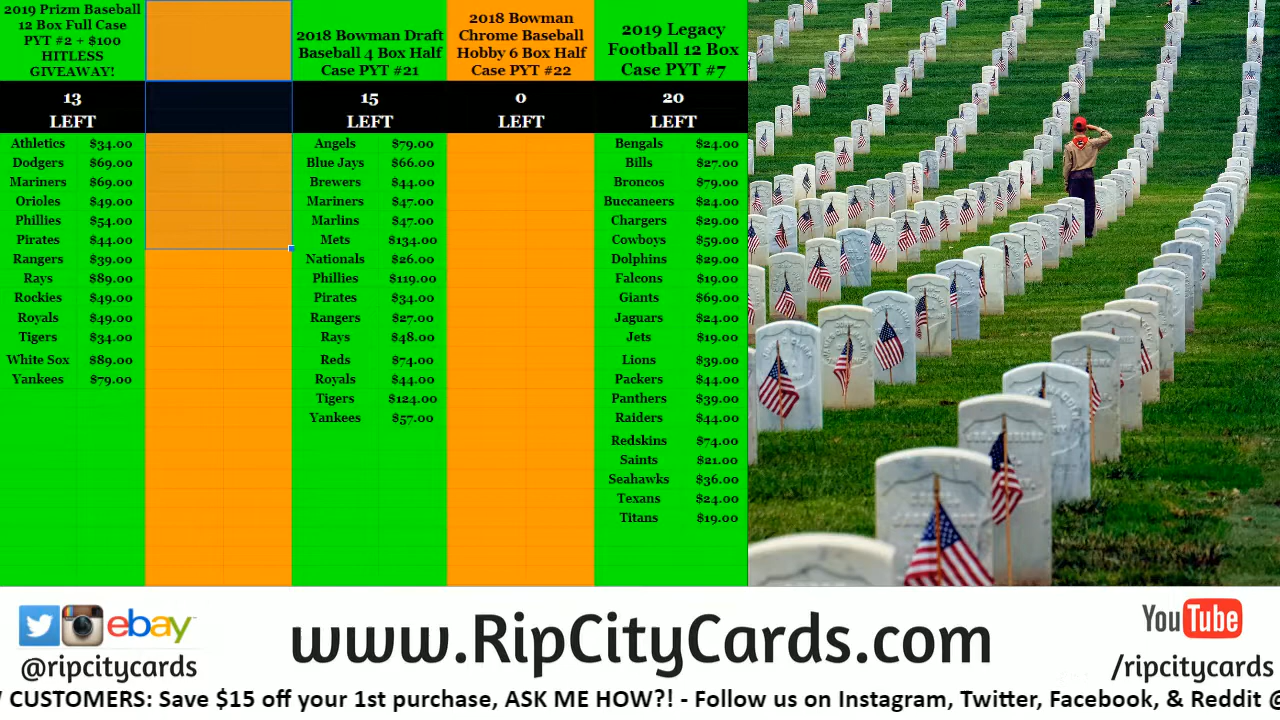 2019 Prizm Baseball
12 Box Full Case
PYT #2 + $100
HITLESS
GIVEAWAY!
13
LEFT
Athletics $34.00
Dodgers $69.00
Mariners $69.00
Orioles $49.00
Phillies $54.00
Pirates $44.00
Rangers $39.00
Rays $89.00
Rockies $49.00
Royals $49.00
Tigers $34.00
White Sox $89.00
Yankees $79.00
2018 Bowman Draft
Baseball 4 Box Half
Case PYT #21
15
LEFT
Angels $79.00
Blue Jays $66.00
Brewers $44.00
Mariners $47.00
Marlins $47.00
Mets $134.00
Nationals $26.00
Phillies $119.00
Pirates $34.00
Rangers $27.00
Rays $48.00
Reds $74.00
Royals $44.00
Tigers $124.00
Yankees $57.00
2018 Bowman
Chrome Baseball
Hobby 6 Box Half
Case PYT #22
0
LEFT
2019 Legacy
Football 12 Box
Case PYT #7
20
LEFT
Bengals $24.00
Bills $27.00
Broncos $79.00
Buccaneers $24.00
Chargers $29.00
Cowboys $59.00
Dolphins $29.00
Falcons $19.00
Giants $69.00
Jaguars $24.00
Jets $19.00
Lions $39.00
Packers $44.00
Panthers $39.00
Raiders $44.00
Redskins $74.00
Saints $21.00
Seahawks $36.00
Texans $24.00
Titans $19.00
ebay
@ripcitycards
www.RipCityCards.com
YouTube
/ripcitycards
CUSTOMERS: Save $15 off your 1st purchase, ASK ME HOW?! - Follow us on Instagram, Twitter, Facebook, & Reddit @